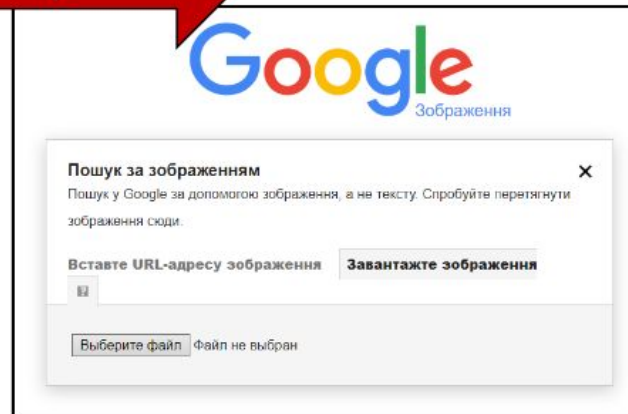 Google
Зображення
Пошук за зображенням
Пошук у Google за допомогою зображення, а не тексту. Спробуйте перетягнути
зображення сюди.
Вставте URL-адресу зображення Завантажте зображення
Выберите файл Файл не выбран